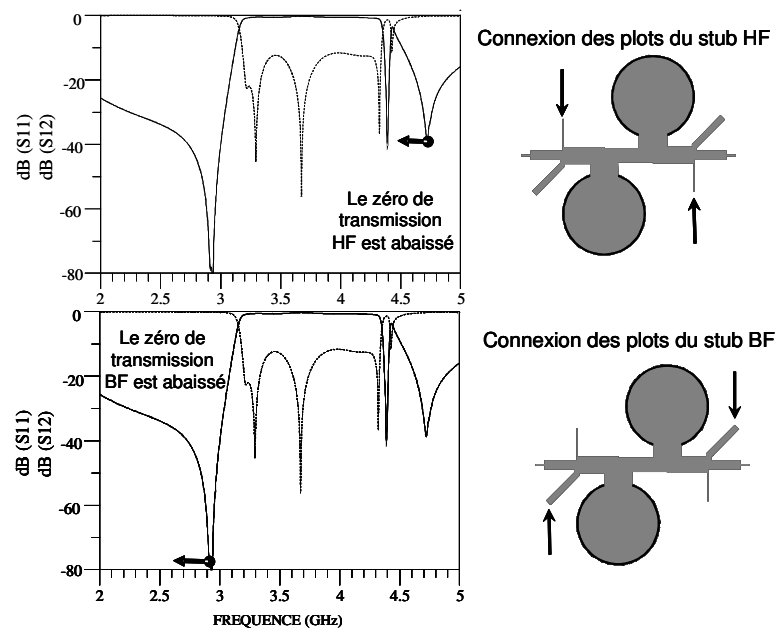 0
-20
-40
-60
-80
dB (S11)
dB (S12)
Le zéro de
transmission
HF est abaissé
2
2.5
3
3.5
4
4.5
5
Connexion des plots du stub HF
0
-20
-40
-60
-80
dB (S11)
dB (S12)
Le zéro de
transmission
BF est abaissé
2
2.5
3
3.5
4
4.5
5
FREQUENCE (GHz)
Connexion des plots du stub BF